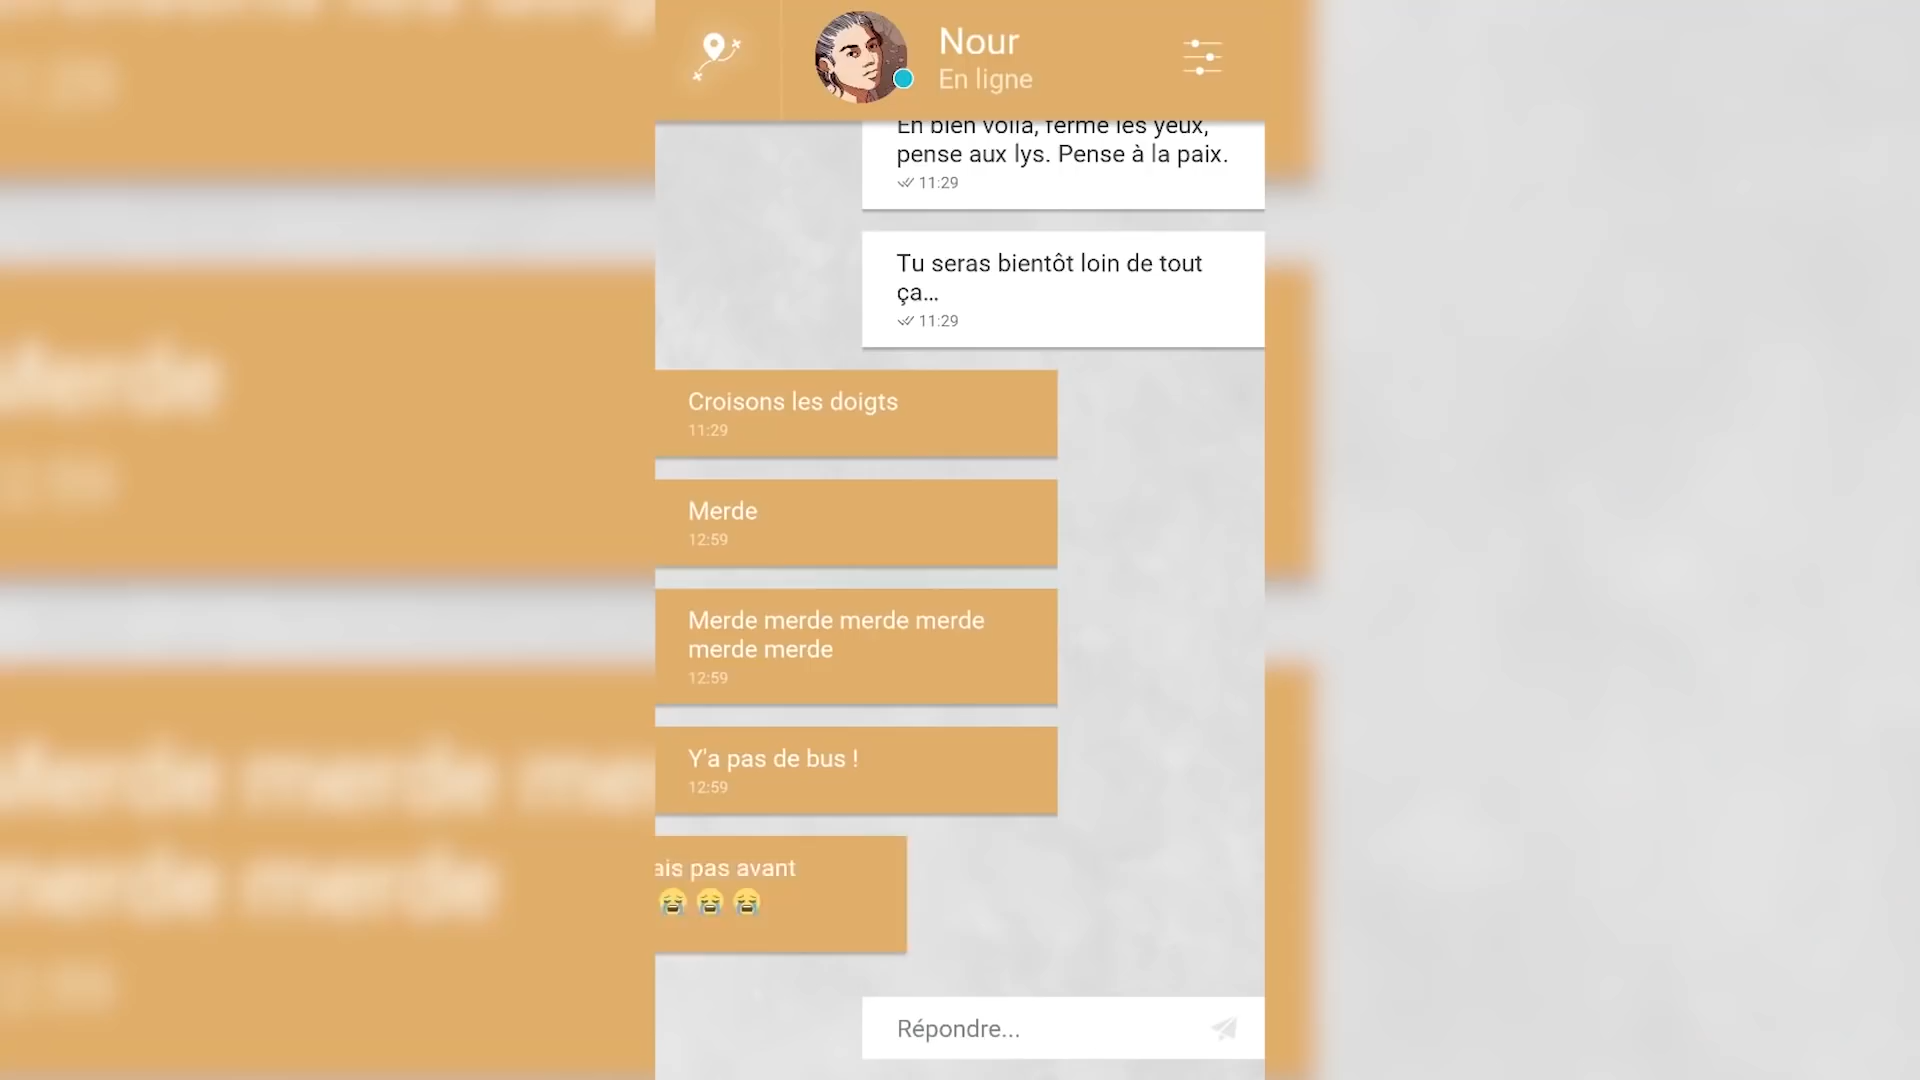 Nour
En ligne
En bien voilà, ferme les yeux,
pense aux lys. Pense à la paix.
11:29
Tu seras bientôt loin de tout
ça...
11:29
Croisons les doigts
11:29
Merde
12:59
Merde merde merde merde
merde merde
12:59
Y'a pas de bus !
12:59
ais pas avant
😭 😭 😭
Répondre...